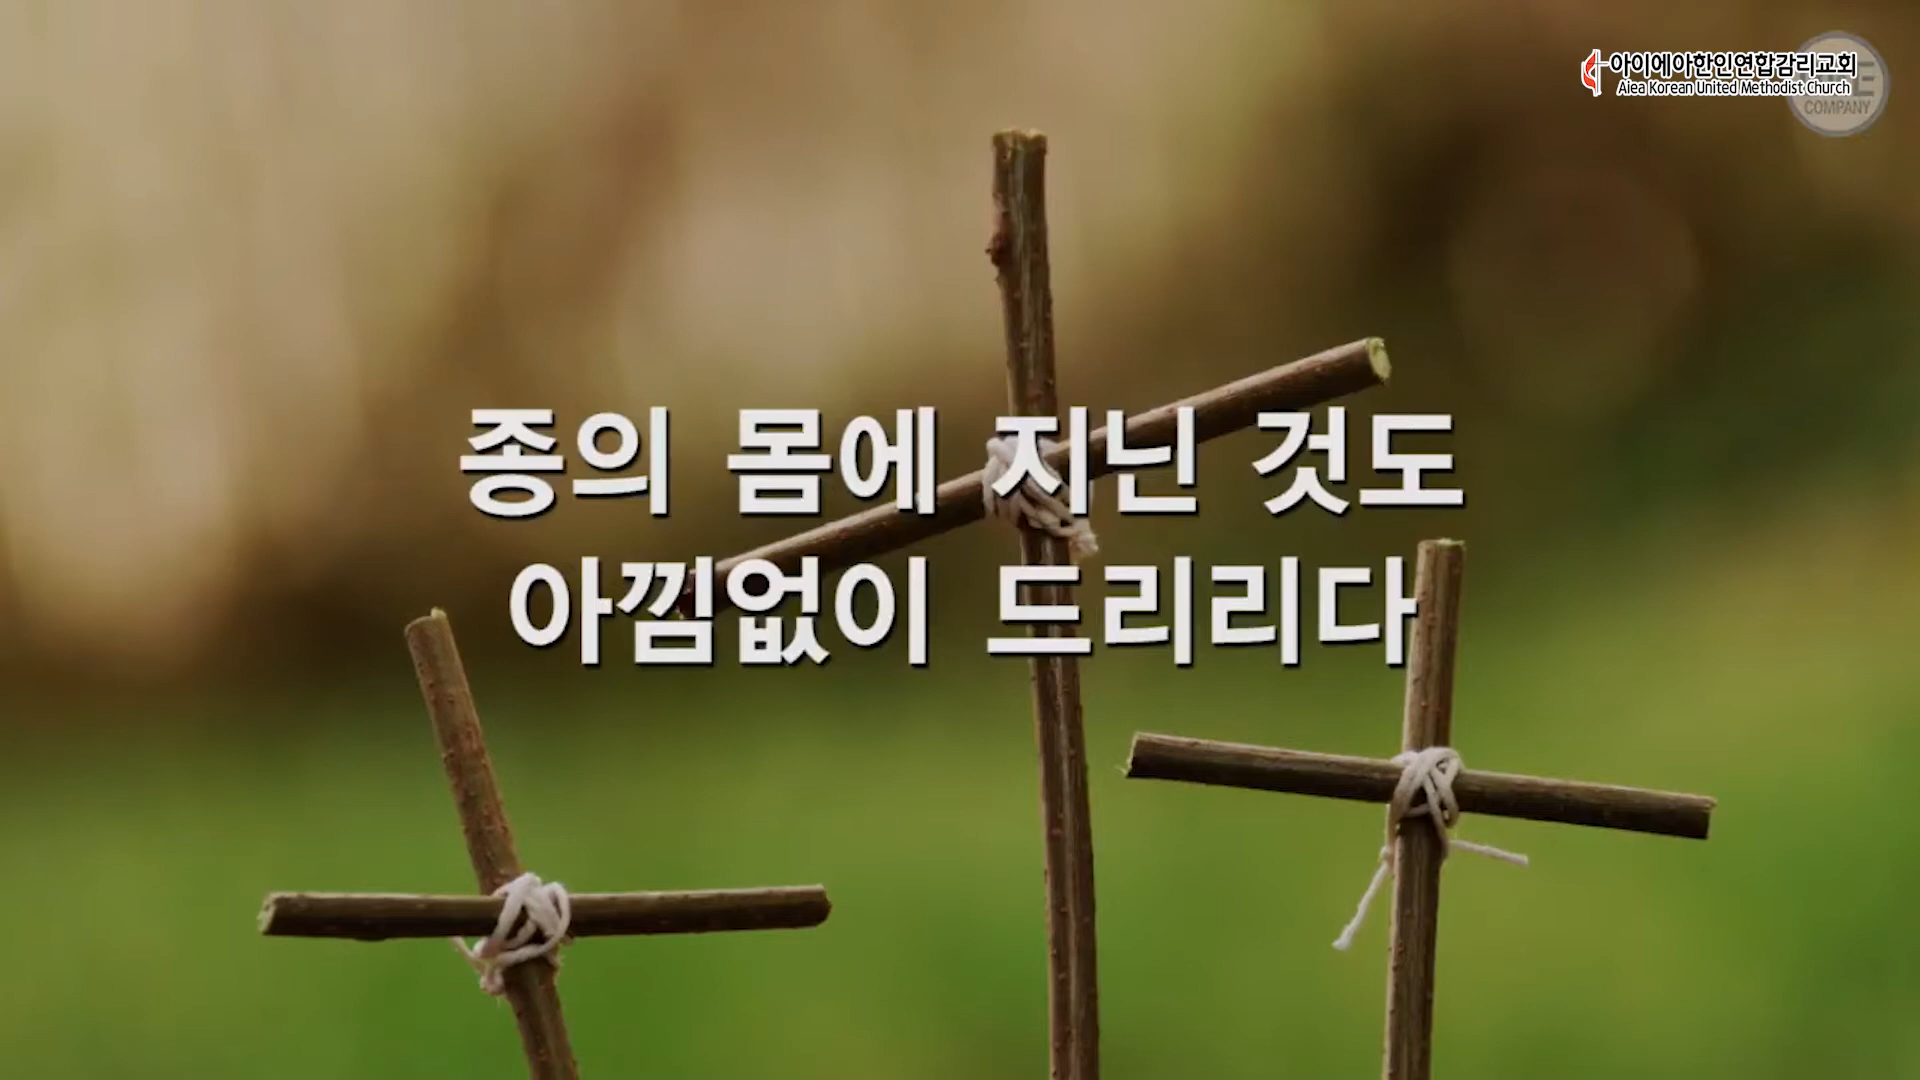 아이에아한인연합감리교회
Aiea Korean United Methodist Church
COMPANY
종의 몸에 지닌 것도
아낌없이 드리리다